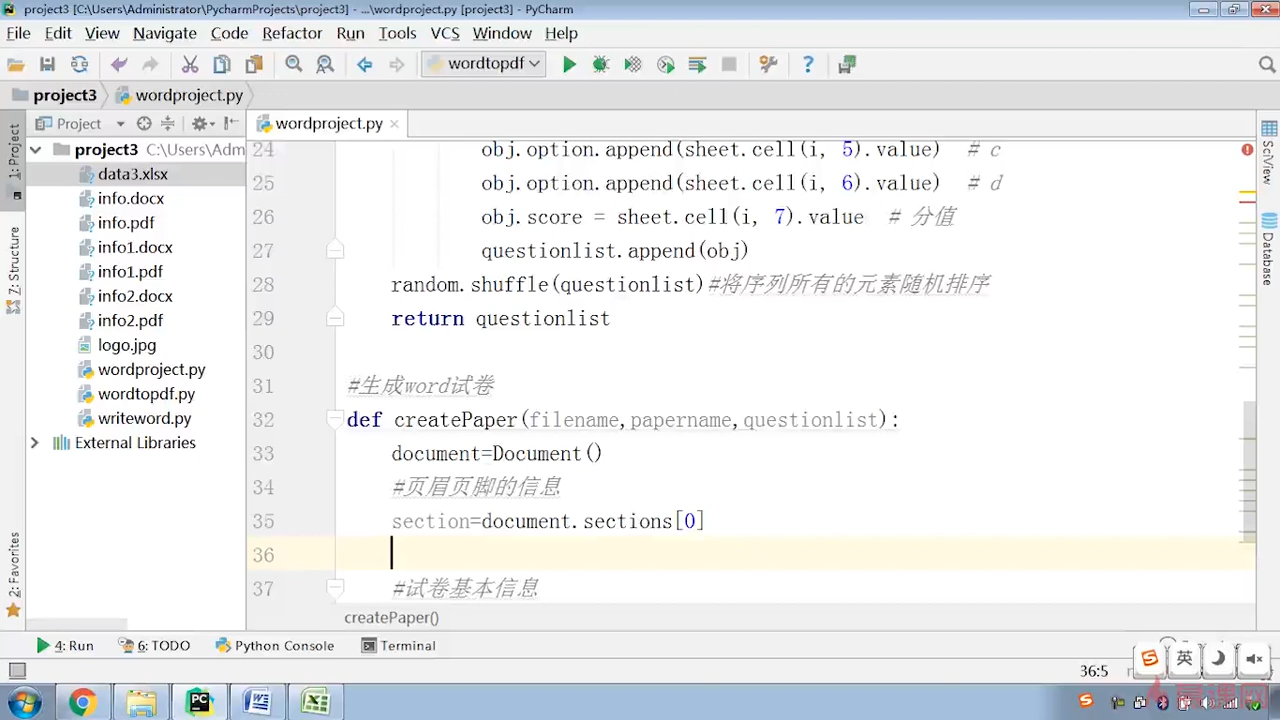 project3 [C:\Users\Administrator\PycharmProjects\project3] - ...\wordproject.py [project3] - PyCharm
File Edit View Navigate Code Refactor Run Tools VCS Window Help
wordtopdf
project3 wordproject.py
Project
wordproject.py
1: Project
Z: Structure
2: Favorites
project3 C:\Users\Adm
data3.xlsx
info.docx
info.pdf
info1.docx
info1.pdf
info2.docx
info2.pdf
logo.jpg
wordproject.py
wordtopdf.py
writeword.py
External Libraries
24 obj.option.append(sheet.cell(i, 5).value) # c
25 obj.option.append(sheet.cell(i, 6).value) # d
26 obj.score = sheet.cell(i, 7).value # 分值
27 questionlist.append(obj)
28 random.shuffle(questionlist)#将序列所有的元素随机排序
29 return questionlist
30
31 #生成word试卷
32 def createPaper(filename,papername,questionlist):
33 document=Document()
34 #页眉页脚的信息
35 section=document.sections[0]
36
37 #试卷基本信息
createPaper()
SciView
Database
4: Run 6: TODO Python Console Terminal
36:5
英
慕课网